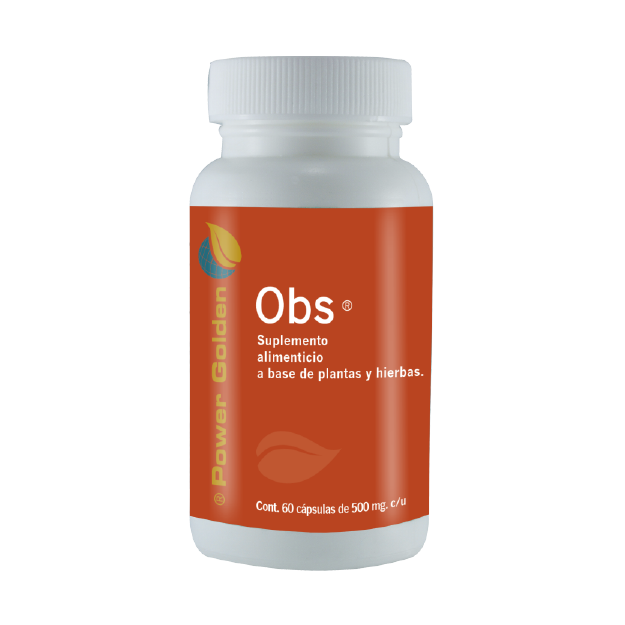 Obs ®
Suplemento
alimenticio
a base de plantas y hierbas.
Cont. 60 cápsulas de 500 mg. c/u
® Power Golden